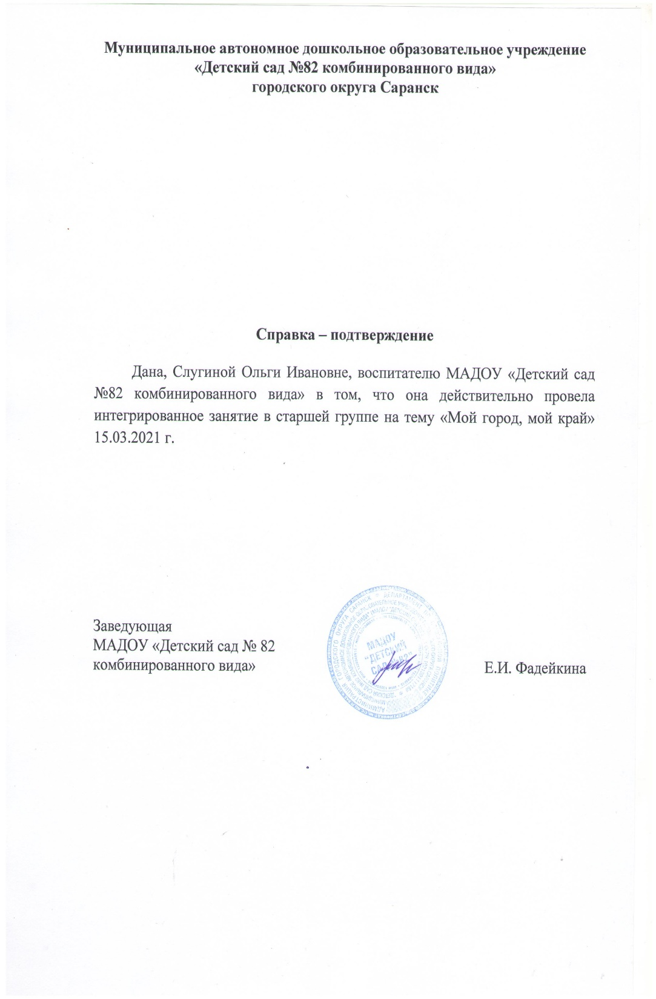 Муниципальное автономное дошкольное образовательное учреждение
«Детский сад №82 комбинированного вида»
городского округа Саранск
Справка – подтверждение
Дана, Слугиной Ольги Ивановне, воспитателю МАДОУ «Детский сад
№82 комбинированного вида» в том, что она действительно провела
интегрированное занятие в старшей группе на тему «Мой город, мой край»
15.03.2021 г.
Заведующая
МАДОУ «Детский сад № 82
комбинированного вида»
МАДОУ
"ДЕТСКИЙ
САД №82"
Е.И. Фадейкина